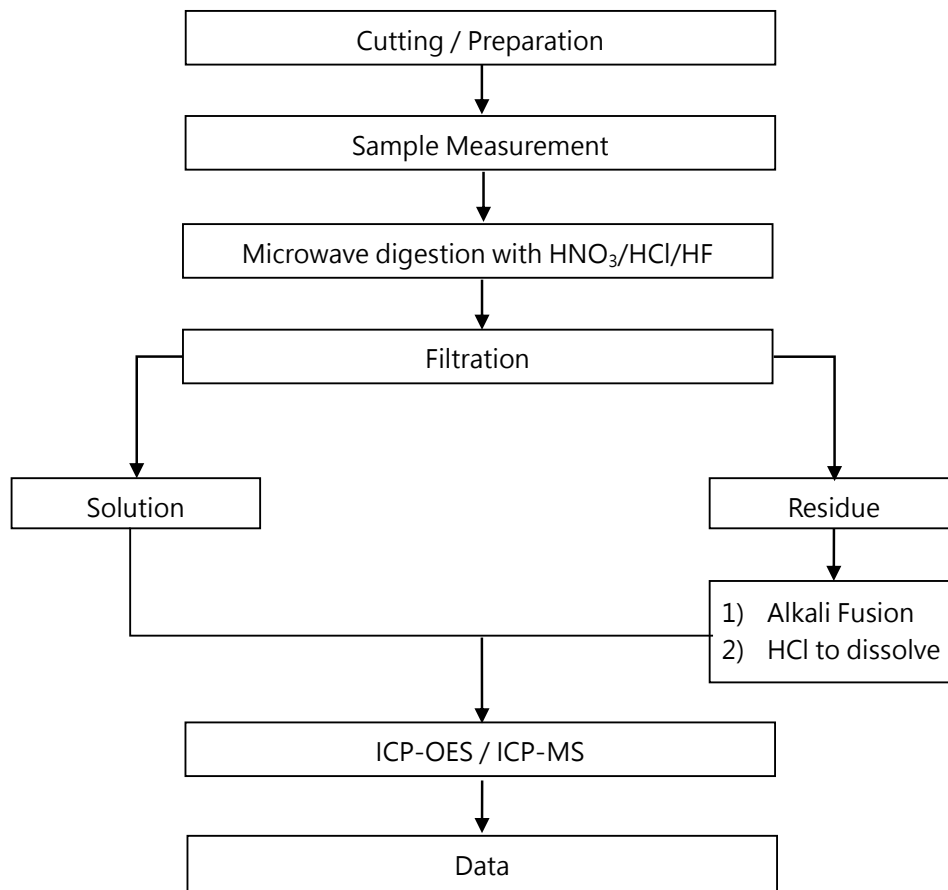 Cutting / Preparation
Sample Measurement
Microwave digestion with HNO₃/HCl/HF
Filtration
Solution
Residue
1) Alkali Fusion
2) HCl to dissolve
ICP-OES / ICP-MS
Data